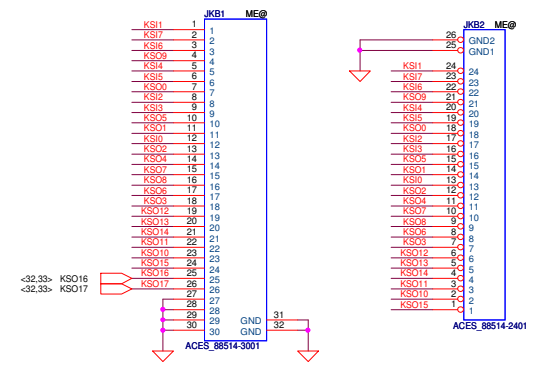 JKB1 ME@
KSI1 1 1
KSI7 2 2
KSI6 3 3
KSO9 4 4
KSI4 5 5
KSI5 6 6
KSO0 7 7
KSI2 8 8
KSI3 9 9
KSO5 10 10
KSO1 11 11
KSI0 12 12
KSO2 13 13
KSO4 14 14
KSO7 15 15
KSO8 16 16
KSO6 17 17
KSO3 18 18
KSO12 19 19
KSO13 20 20
KSO14 21 21
KSO11 22 22
KSO10 23 23
KSO15 24 24
<32,33> KSO16 KSO16 25 25
<32,33> KSO17 KSO17 26 26
27 27
28 28
29 29 GND 31
30 30 GND 32
ACES_88514-3001
JKB2 ME@
26 GND2
25 GND1
KSI1 24 24
KSI7 23 23
KSI6 22 22
KSO9 21 21
KSI4 20 20
KSI5 19 19
KSO0 18 18
KSI2 17 17
KSI3 16 16
KSO5 15 15
KSO1 14 14
KSI0 13 13
KSO2 12 12
KSO4 11 11
KSO7 10 10
KSO8 9 9
KSO6 8 8
KSO3 7 7
KSO12 6 6
KSO13 5 5
KSO14 4 4
KSO11 3 3
KSO10 2 2
KSO15 1 1
ACES_88514-2401